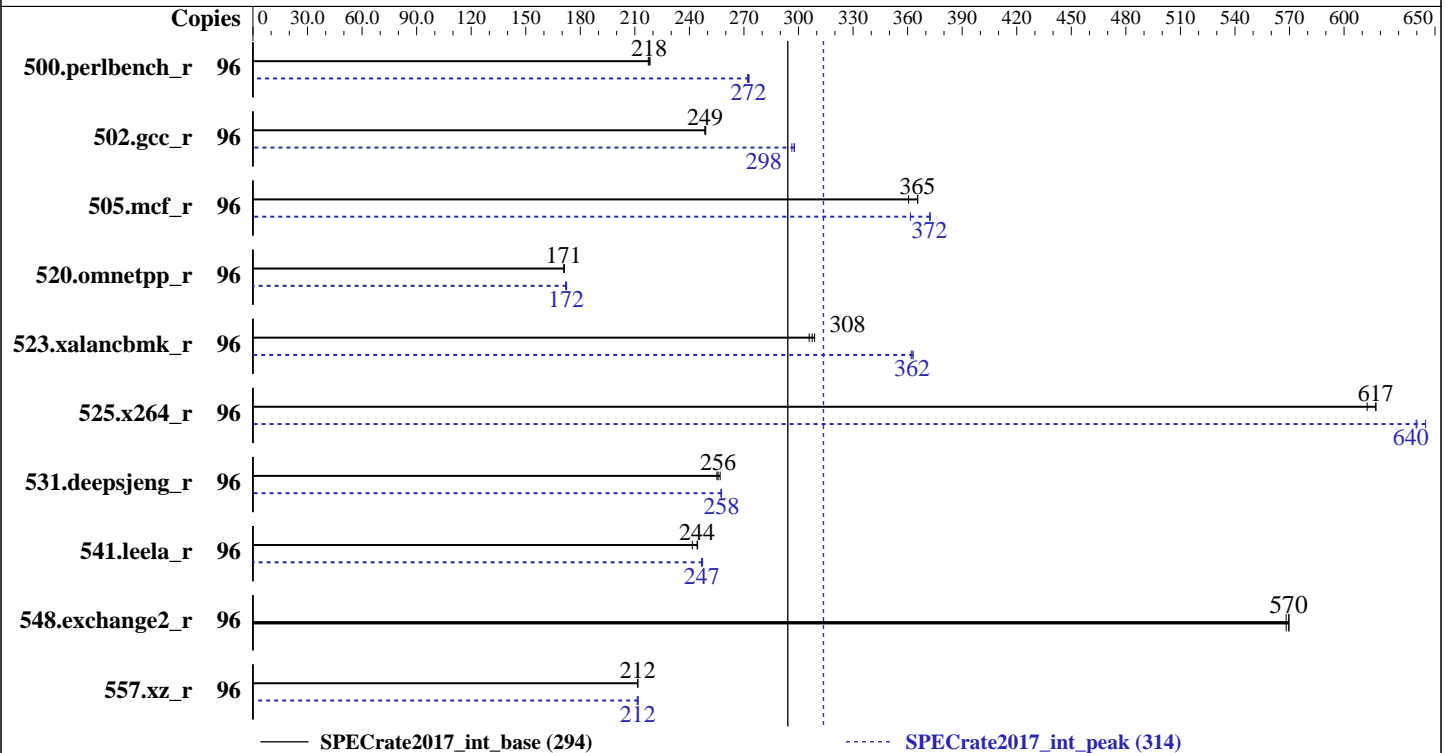 Copies 0 30.0 60.0 90.0 120 150 180 210 240 270 300 330 360 390 420 450 480 510 540 570 600 650
218
500.perlbench_r 96
272
249
502.gcc_r 96
298
365
505.mcf_r 96
372
171
520.omnetpp_r 96
172
308
523.xalancbmk_r 96
362
617
525.x264_r 96
640
256
531.deepsjeng_r 96
258
244
541.leela_r 96
247
570
548.exchange2_r 96
212
557.xz_r 96
212
SPECrate2017_int_base (294) SPECrate2017_int_peak (314)